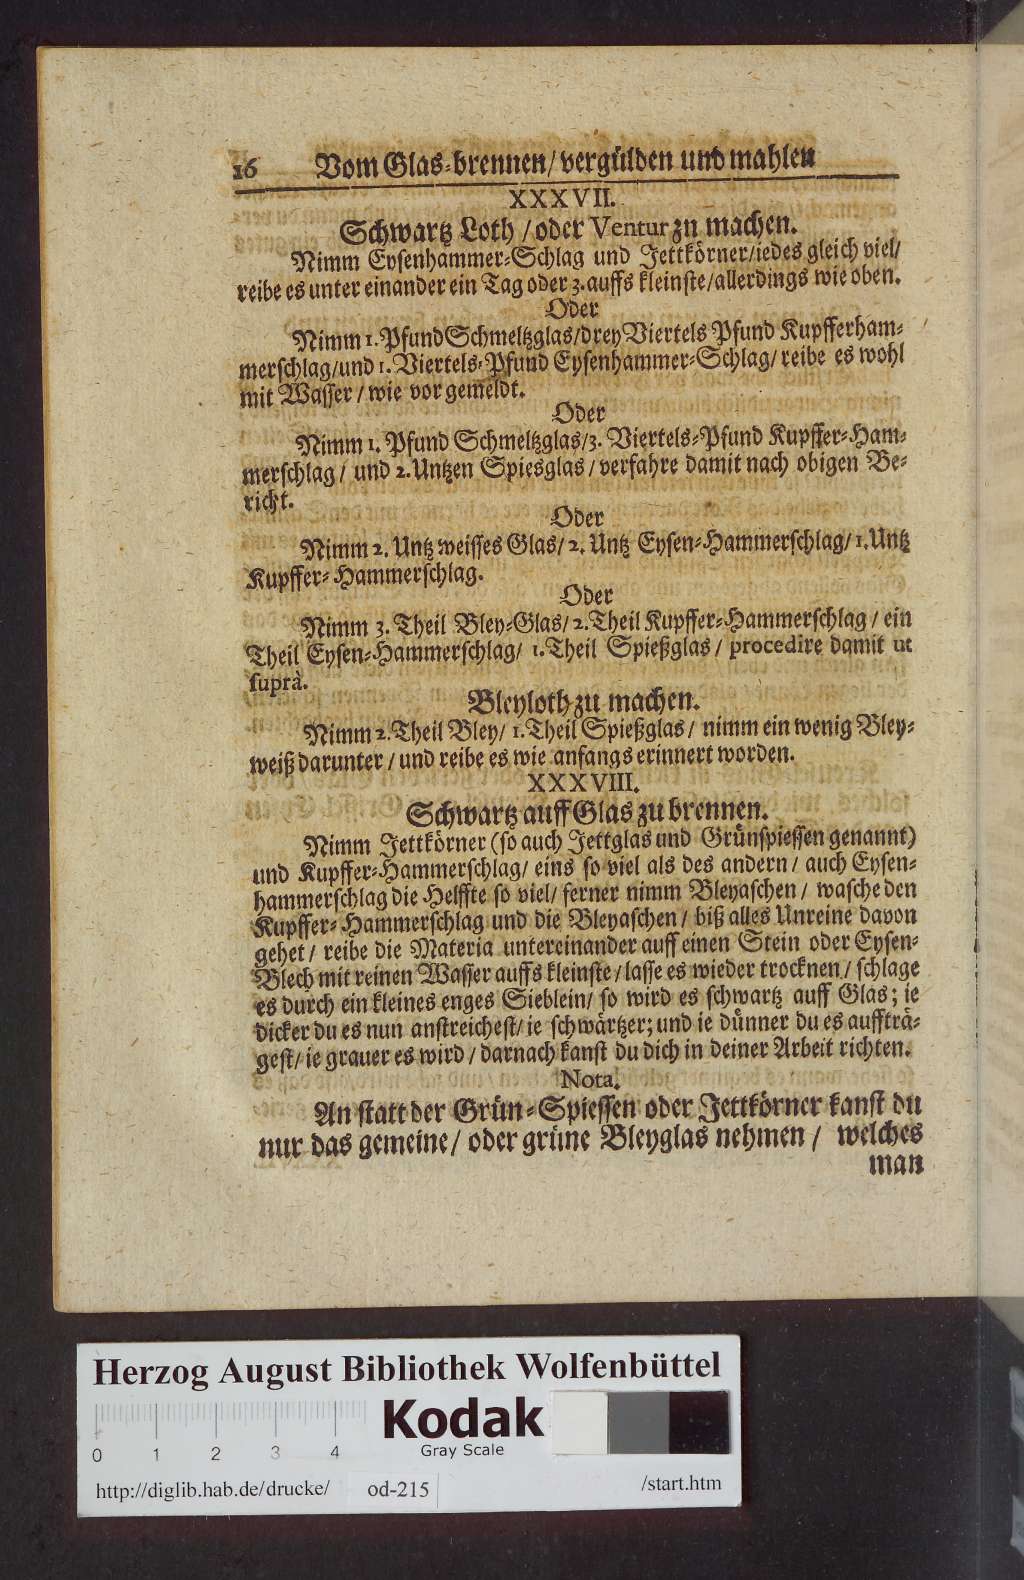 16 Vom Glas-brennen/ vergülden und mahlen
XXXVII.
Schwartz Loth / oder Ventur zu machen.
Nimm Eysenhammer-Schlag und Jettkörner/iedes gleich viel/
reibe es unter einander ein Tag oder 3. auffs kleinste/allerdings wie oben.
Oder
Nimm 1. Pfund Schmeltzglas/drey Viertels Pfund Kupfferham-
merschlag/und 1. Viertels-Pfund Eysenhammer-Schlag/ reibe es wohl
mit Wasser / wie vor gemeldt.
Oder
Nimm 1. Pfund Schmeltzglas/3. Viertels-Pfund Kupffer-Ham-
merschlag/ und 2. Untzen Spiesglas / verfahre damit nach obigen Be-
richt.
Oder
Nimm 2. Untz weisses Glas/ 2. Untz Eysen-Hammerschlag/ 1. Untz
Kupffer-Hammerschlag.
Oder
Nimm 3. Theil Bley-Glas/ 2. Theil Kupffer-Hammerschlag / ein
Theil Eysen-Hammerschlag/ 1. Theil Spießglas / procedire damit ut
suprà.
Bleyloth zu machen.
Nimm 2. Theil Bley/ 1. Theil Spießglas / nimm ein wenig Bley-
weiß darunter / und reibe es wie anfangs erinnert worden.
XXXVIII.
Schwartz auff Glas zu brennen.
Nimm Jettkörner (so auch Jettglas und Grünspiessen genannt)
und Kupffer-Hammerschlag/ eins so viel als des andern / auch Eysen-
hammerschlag die Helffte so viel/ ferner nimm Bleyaschen / wasche den
Kupffer-Hammerschlag und die Bleyaschen / biß alles Unreine davon
gehet / reibe die Materia untereinander auff einen Stein oder Eysen-
Blech mit reinen Wasser auffs kleinste / lasse es wieder trocknen / schlage
es durch ein kleines enges Sieblein/ so wird es schwartz auff Glas; ie
dicker du es nun anstreichest/ ie schwärtzer; und ie dünner du es auffträ-
gest/ ie grauer es wird / darnach kanst du dich in deiner Arbeit richten.
Nota.
An statt der Grün-Spiessen oder Jettkörner kanst du
nur das gemeine/ oder grüne Bleyglas nehmen / welches
man
Herzog August Bibliothek Wolfenbüttel
Kodak
Gray Scale
0 1 2 3 4
http://diglib.hab.de/drucke/ od-215 /start.htm